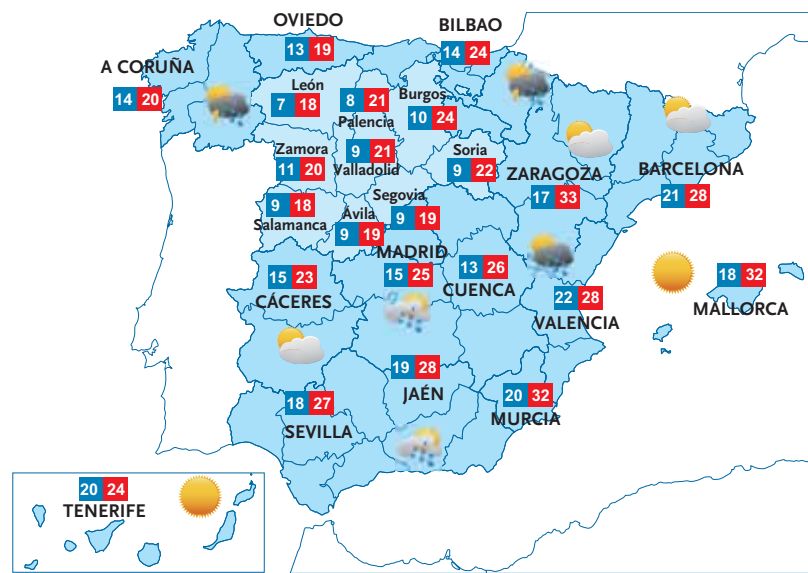 OVIEDO
13 19
BILBAO
14 24
A CORUÑA
14 20
León
7 18
8 21
Palencia
Burgos
10 24
Zamora
11 20
9 21
Valladolid
Soria
9 22
ZARAGOZA
17 33
BARCELONA
21 28
9 18
Salamanca
Ávila
9 19
Segovia
9 19
MADRID
15 25
13 26
CUENCA
15 23
CÁCERES
22 28
VALENCIA
18 32
MALLORCA
19 28
JAÉN
20 32
MURCIA
18 27
SEVILLA
20 24
TENERIFE